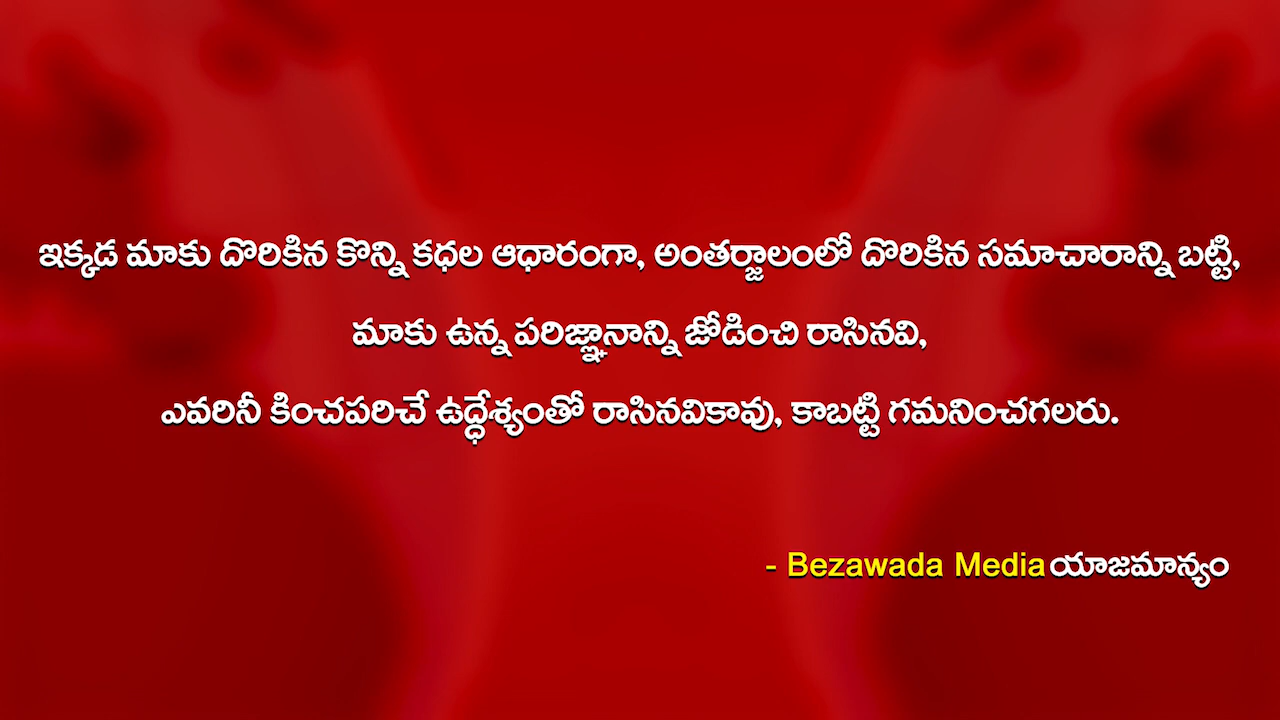 ఇక్కడ మాకు దొరికిన కొన్ని కధల ఆధారంగా, అంతర్జాలంలో దొరికిన సమాచారాన్ని బట్టి,
మాకు ఉన్న పరిజ్ఞానాన్ని జోడించి రాసినవి,
ఎవరినీ కించపరిచే ఉద్ధేశ్యంతో రాసినవికావు, కాబట్టి గమనించగలరు.
- Bezawada Media యాజమాన్యం